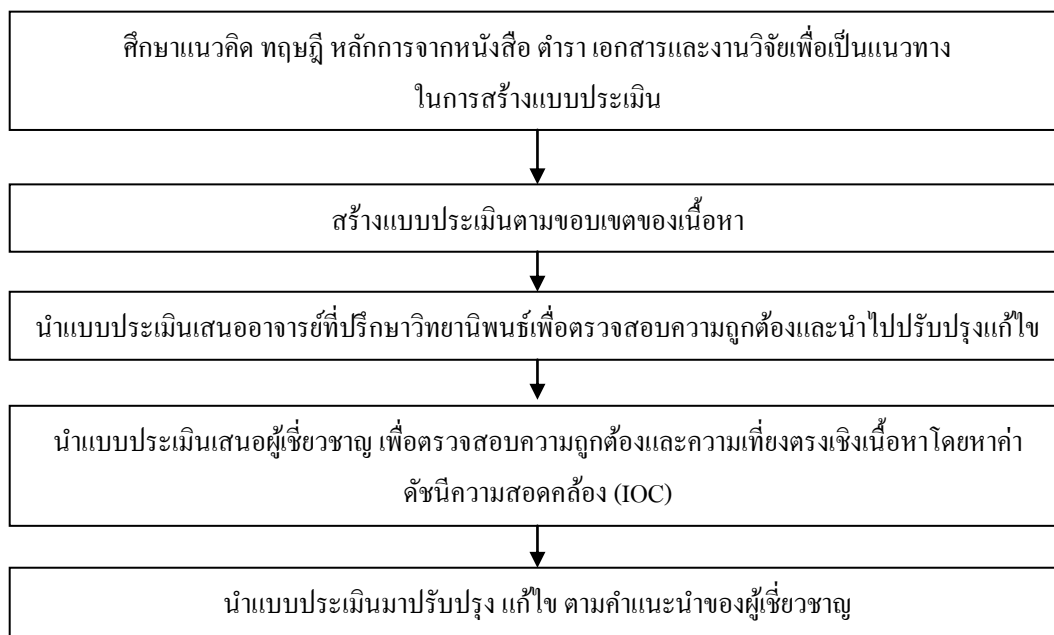 ศึกษาแนวคิด ทฤษฎี หลักการจากหนังสือ ตำรา เอกสารและงานวิจัยเพื่อเป็นแนวทาง
ในการสร้างแบบประเมิน
สร้างแบบประเมินตามขอบเขตของเนื้อหา
นำแบบประเมินเสนออาจารย์ที่ปรึกษาวิทยานิพนธ์เพื่อตรวจสอบความถูกต้องและนำไปปรับปรุงแก้ไข
นำแบบประเมินเสนอผู้เชี่ยวชาญ เพื่อตรวจสอบความถูกต้องและความเที่ยงตรงเชิงเนื้อหาโดยหาค่า
ดัชนีความสอดคล้อง (IOC)
นำแบบประเมินมาปรับปรุง แก้ไข ตามคำแนะนำของผู้เชี่ยวชาญ